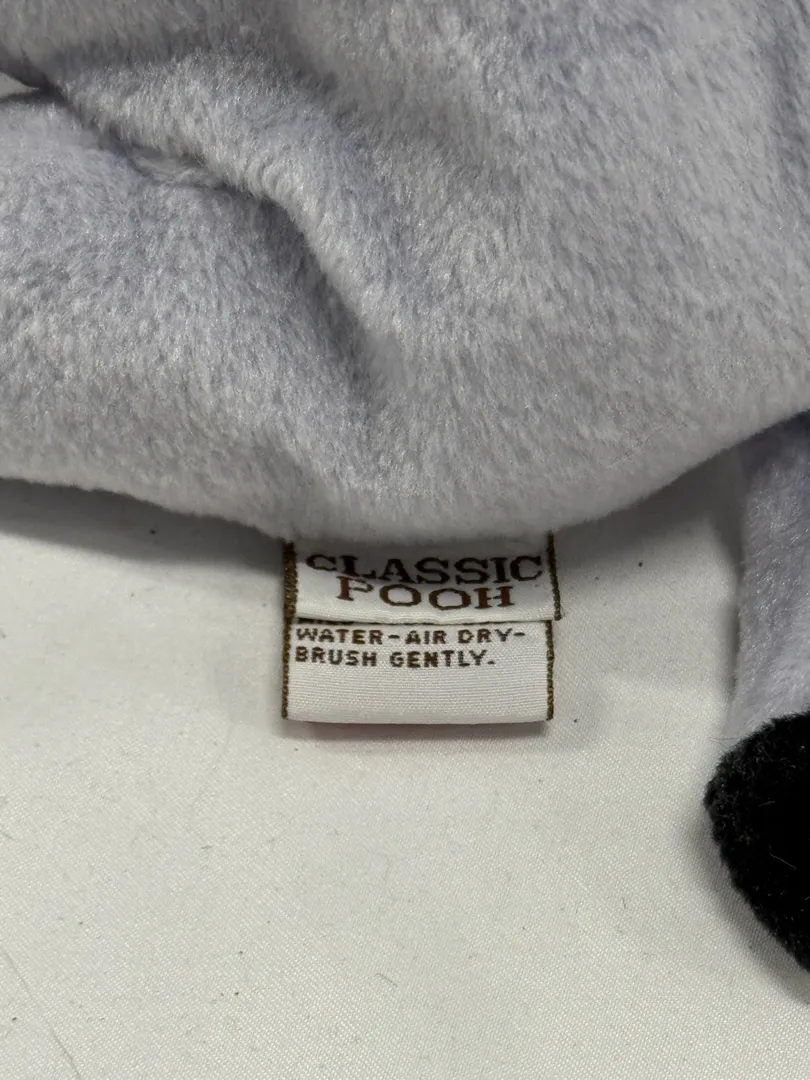 CLASSIC
POOH
WATER-AIR DRY-
BRUSH GENTLY.